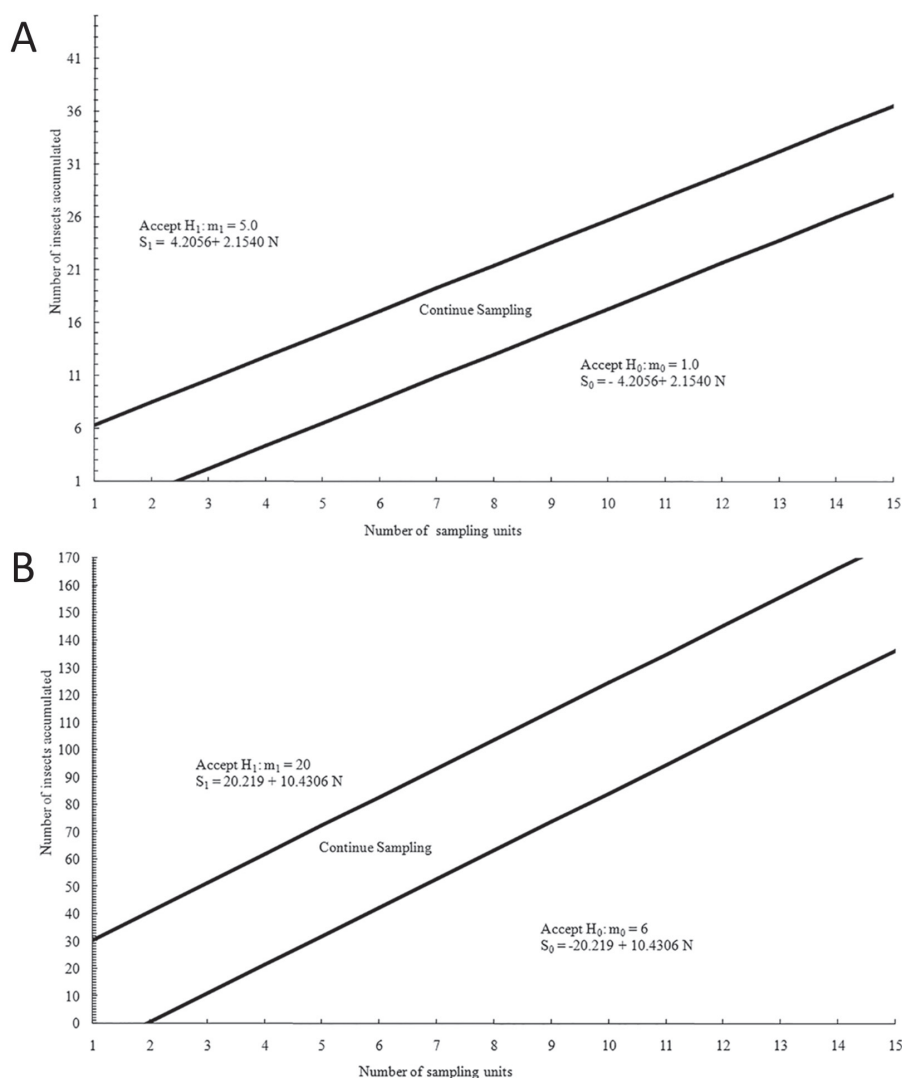 A
41
36
31
26
21
16
11
6
1
Number of insects accumulated
Accept H₁: m₁ = 5.0
S₁ = 4.2056+ 2.1540 N
Continue Sampling
Accept H₀: m₀ = 1.0
S₀ = - 4.2056+ 2.1540 N
1 2 3 4 5 6 7 8 9 10 11 12 13 14 15
Number of sampling units
B
170
160
150
140
130
120
110
100
90
80
70
60
50
40
30
20
10
0
Number of insects accumulated
Accept H₁: m₁ = 20
S₁ = 20.219 + 10.4306 N
Continue Sampling
Accept H₀: m₀ = 6
S₀ = -20.219 + 10.4306 N
1 2 3 4 5 6 7 8 9 10 11 12 13 14 15
Number of sampling units